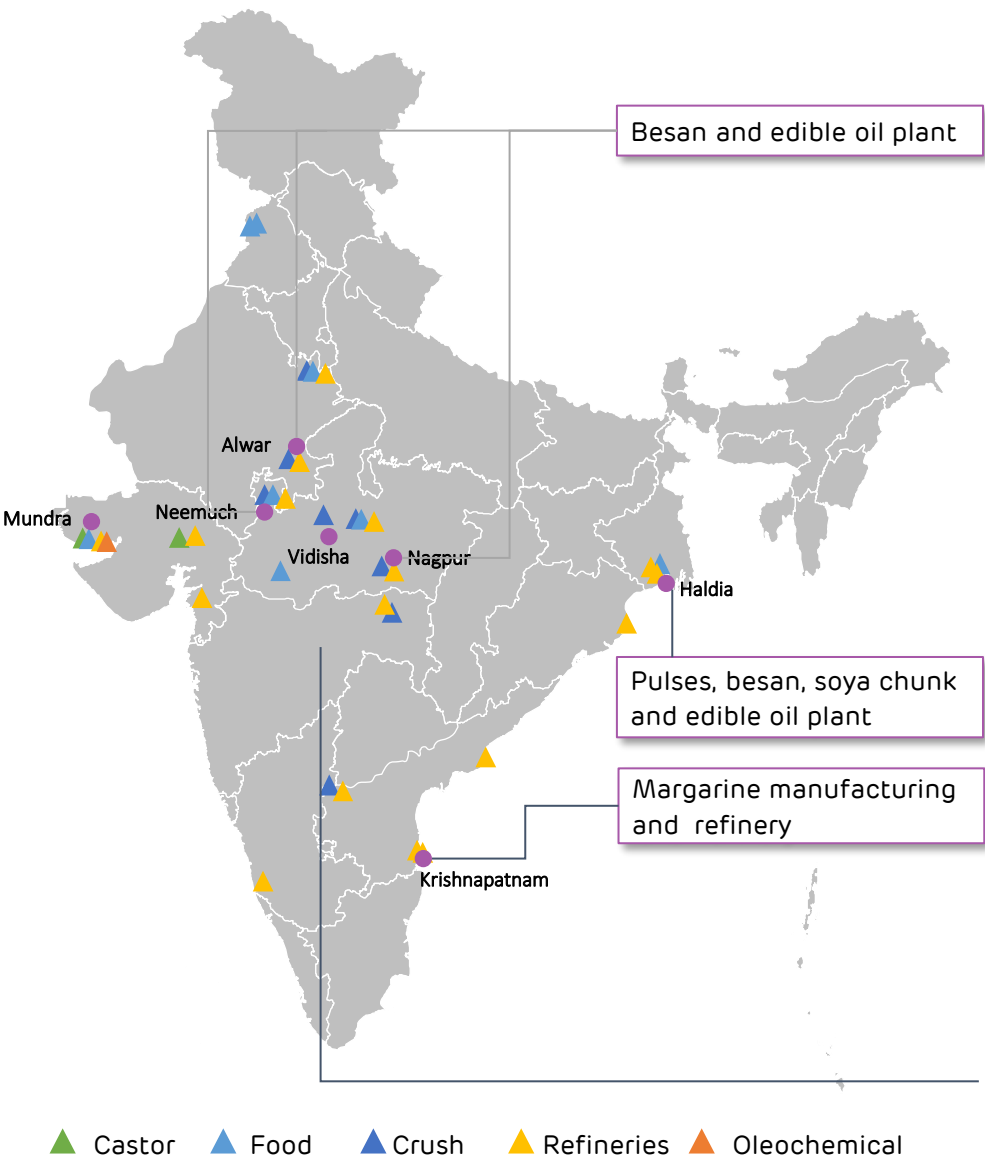 Besan and edible oil plant
Alwar
Mundra
Neemuch
Vidisha
Nagpur
Haldia
Pulses, besan, soya chunk
and edible oil plant
Margarine manufacturing
and refinery
Krishnapatnam
Castor Food Crush Refineries Oleochemical